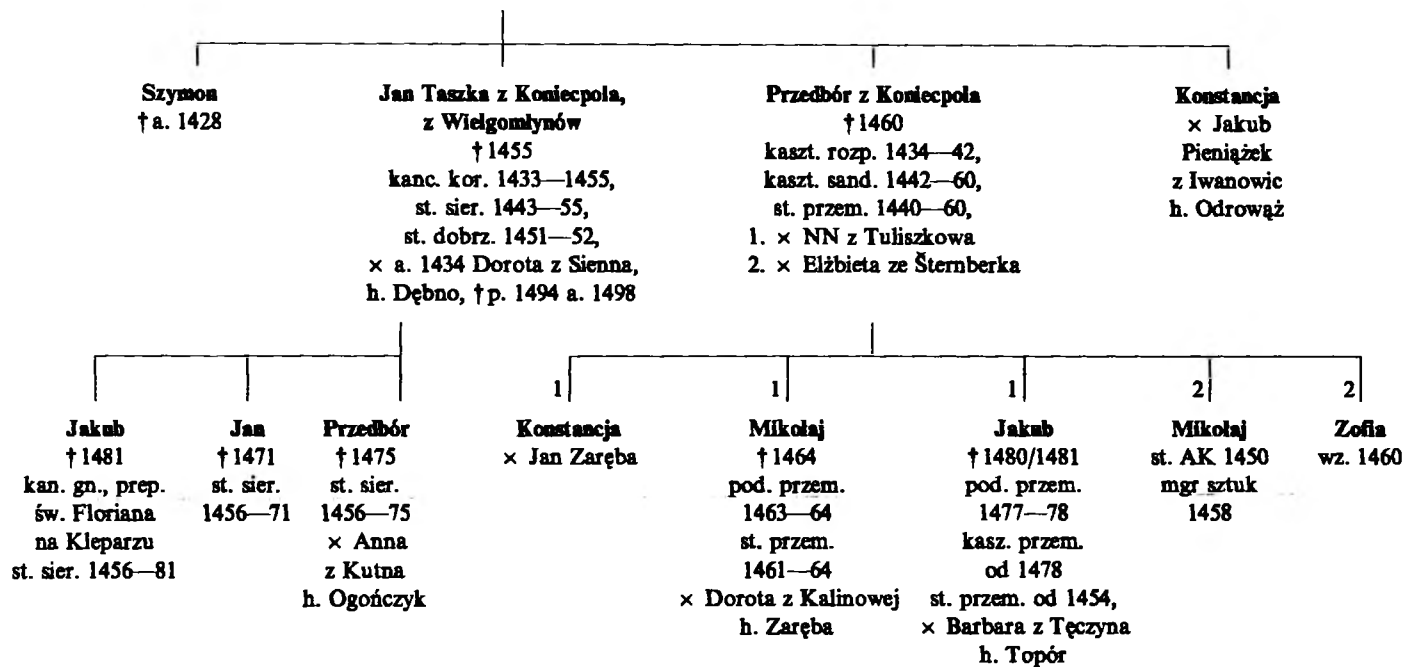 Szymon
† a. 1428
Jan Taszka z Koniecpola,
z Wielgomłynów
† 1455
kanc. kor. 1433—1455,
st. sier. 1443—55,
st. dobrz. 1451—52,
× a. 1434 Dorota z Sienna,
h. Dębno, † p. 1494 a. 1498
Przedbór z Koniecpola
† 1460
kaszt. rozp. 1434—42,
kaszt. sand. 1442—60,
st. przem. 1440—60,
1. × NN z Tuliszkowa
2. × Elżbieta ze Šternberka
Konstancja
× Jakub
Pieniążek
z Iwanowic
h. Odrowąż
Jakub
† 1481
kan. gn., prep.
św. Floriana
na Kleparzu
st. sier. 1456—81
Jan
† 1471
st. sier.
1456—71
Przedbór
† 1475
st. sier.
1456—75
× Anna
z Kutna
h. Ogończyk
1
Konstancja
× Jan Zaręba
1
Mikołaj
† 1464
pod. przem.
1463—64
st. przem.
1461—64
× Dorota z Kalinowej
h. Zaręba
1
Jakub
† 1480/1481
pod. przem.
1477—78
kasz. przem.
od 1478
st. przem. od 1454,
× Barbara z Tęczyna
h. Topór
2
Mikołaj
st. AK 1450
mgr sztuk
1458
2
Zofia
wz. 1460